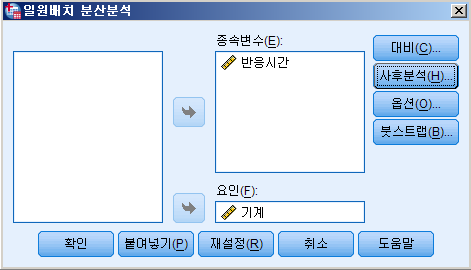 일원배치 분산분석
종속변수(E):
반응시간
요인(F):
기계
대비(C)...
사후분석(H)...
옵션(O)...
붓스트랩(B)...
확인
붙여넣기(P)
재설정(R)
취소
도움말